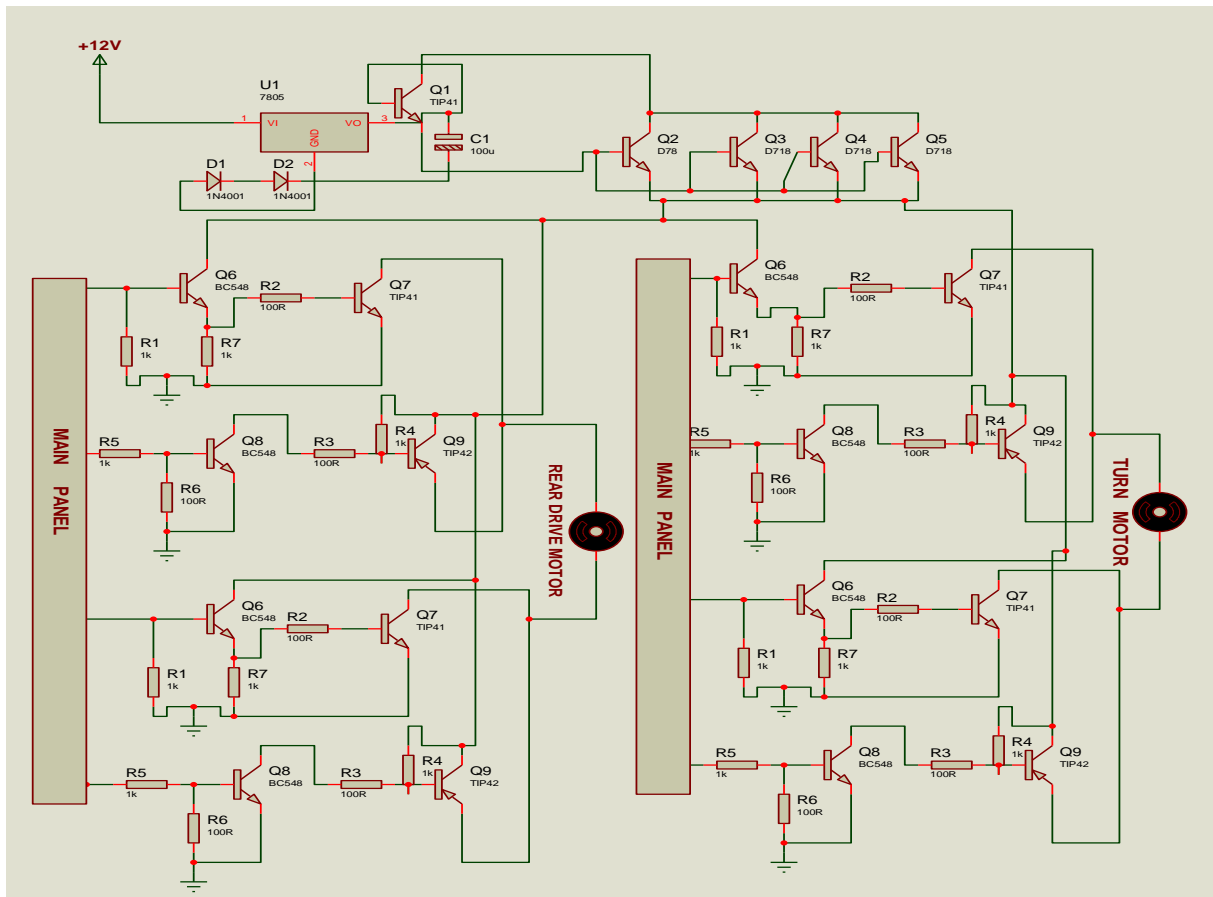 +12V
U1
7805
1
VI
VO
3
GND
2
Q1
TIP41
C1
100u
D1
1N4001
D2
1N4001
Q2
D78
Q3
D718
Q4
D718
Q5
D718
MAIN PANEL
Q6
BC548
R2
100R
Q7
TIP41
R1
1k
R7
1k
R5
1k
Q8
BC548
R3
100R
R4
1k
Q9
TIP42
R6
100R
REAR DRIVE MOTOR
Q6
BC548
R2
100R
Q7
TIP41
R1
1k
R7
1k
R5
1k
Q8
BC548
R3
100R
R4
1k
Q9
TIP42
R6
100R
MAIN PANEL
Q6
BC548
R2
100R
Q7
TIP41
R1
1k
R7
1k
R5
1k
Q8
BC548
R3
100R
R4
1k
Q9
TIP42
R6
100R
TURN MOTOR
Q6
BC548
R2
100R
Q7
TIP41
R1
1k
R7
1k
R5
1k
Q8
BC548
R3
100R
R4
1k
Q9
TIP42
R6
100R